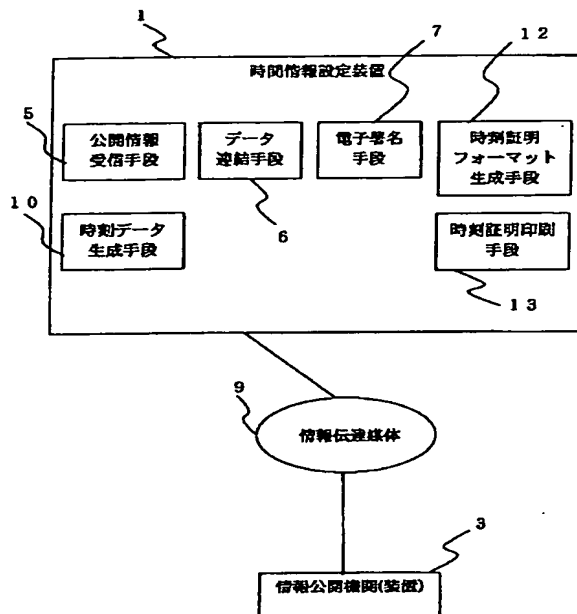 1
時間情報設定装置
7
12
5
公開情報
受信手段
データ
連結手段
電子署名
手段
時刻証明
フォーマット
生成手段
10
時刻データ
生成手段
6
時刻証明印刷
手段
13
9
情報伝達媒体
3
情報公開機関(装置)